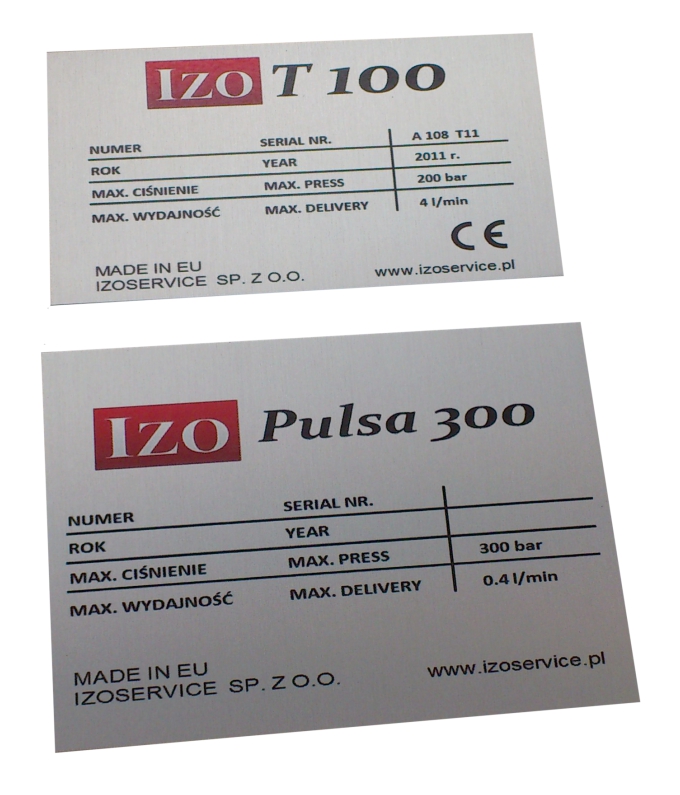 IZO T 100
NUMER SERIAL NR. A 108 T11
ROK YEAR 2011 r.
MAX. CIŚNIENIE MAX. PRESS 200 bar
MAX. WYDAJNOŚĆ MAX. DELIVERY 4 l/min
CE
MADE IN EU
IZOSERVICE SP. Z O.O. www.izoservice.pl
IZO Pulsa 300
NUMER SERIAL NR.
ROK YEAR
MAX. CIŚNIENIE MAX. PRESS 300 bar
MAX. WYDAJNOŚĆ MAX. DELIVERY 0.4 l/min
MADE IN EU
IZOSERVICE SP. Z O.O. www.izoservice.pl